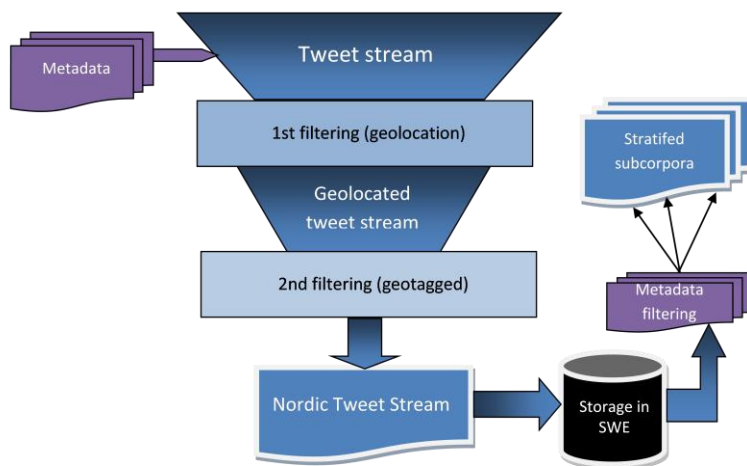 Metadata
Tweet stream
1st filtering (geolocation)
Geolocated
tweet stream
2nd filtering (geotagged)
Nordic Tweet Stream
Storage in
SWE
Metadata
filtering
Stratifed
subcorpora